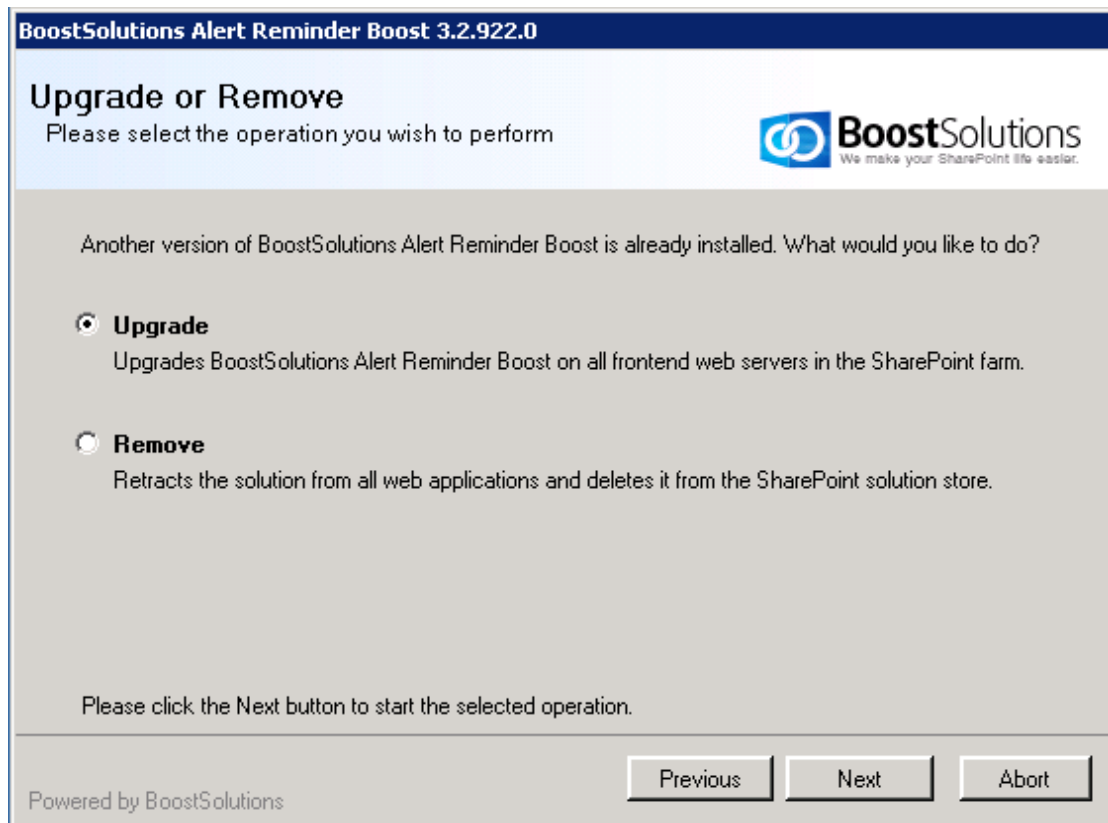 BoostSolutions Alert Reminder Boost 3.2.922.0
Upgrade or Remove
Please select the operation you wish to perform
BoostSolutions
We make your SharePoint life easier.
Another version of BoostSolutions Alert Reminder Boost is already installed. What would you like to do?
Upgrade
Upgrades BoostSolutions Alert Reminder Boost on all frontend web servers in the SharePoint farm.
Remove
Retracts the solution from all web applications and deletes it from the SharePoint solution store.
Please click the Next button to start the selected operation.
Previous Next Abort
Powered by BoostSolutions